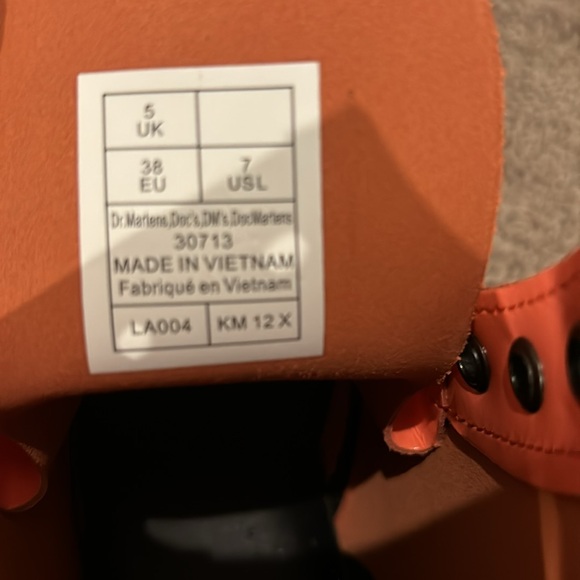 5
UK
38
EU
7
USL
Dr.Martens,Doc's,DM's,DocMartens
30713
MADE IN VIETNAM
Fabriqué en Vietnam
LA004
KM 12 X